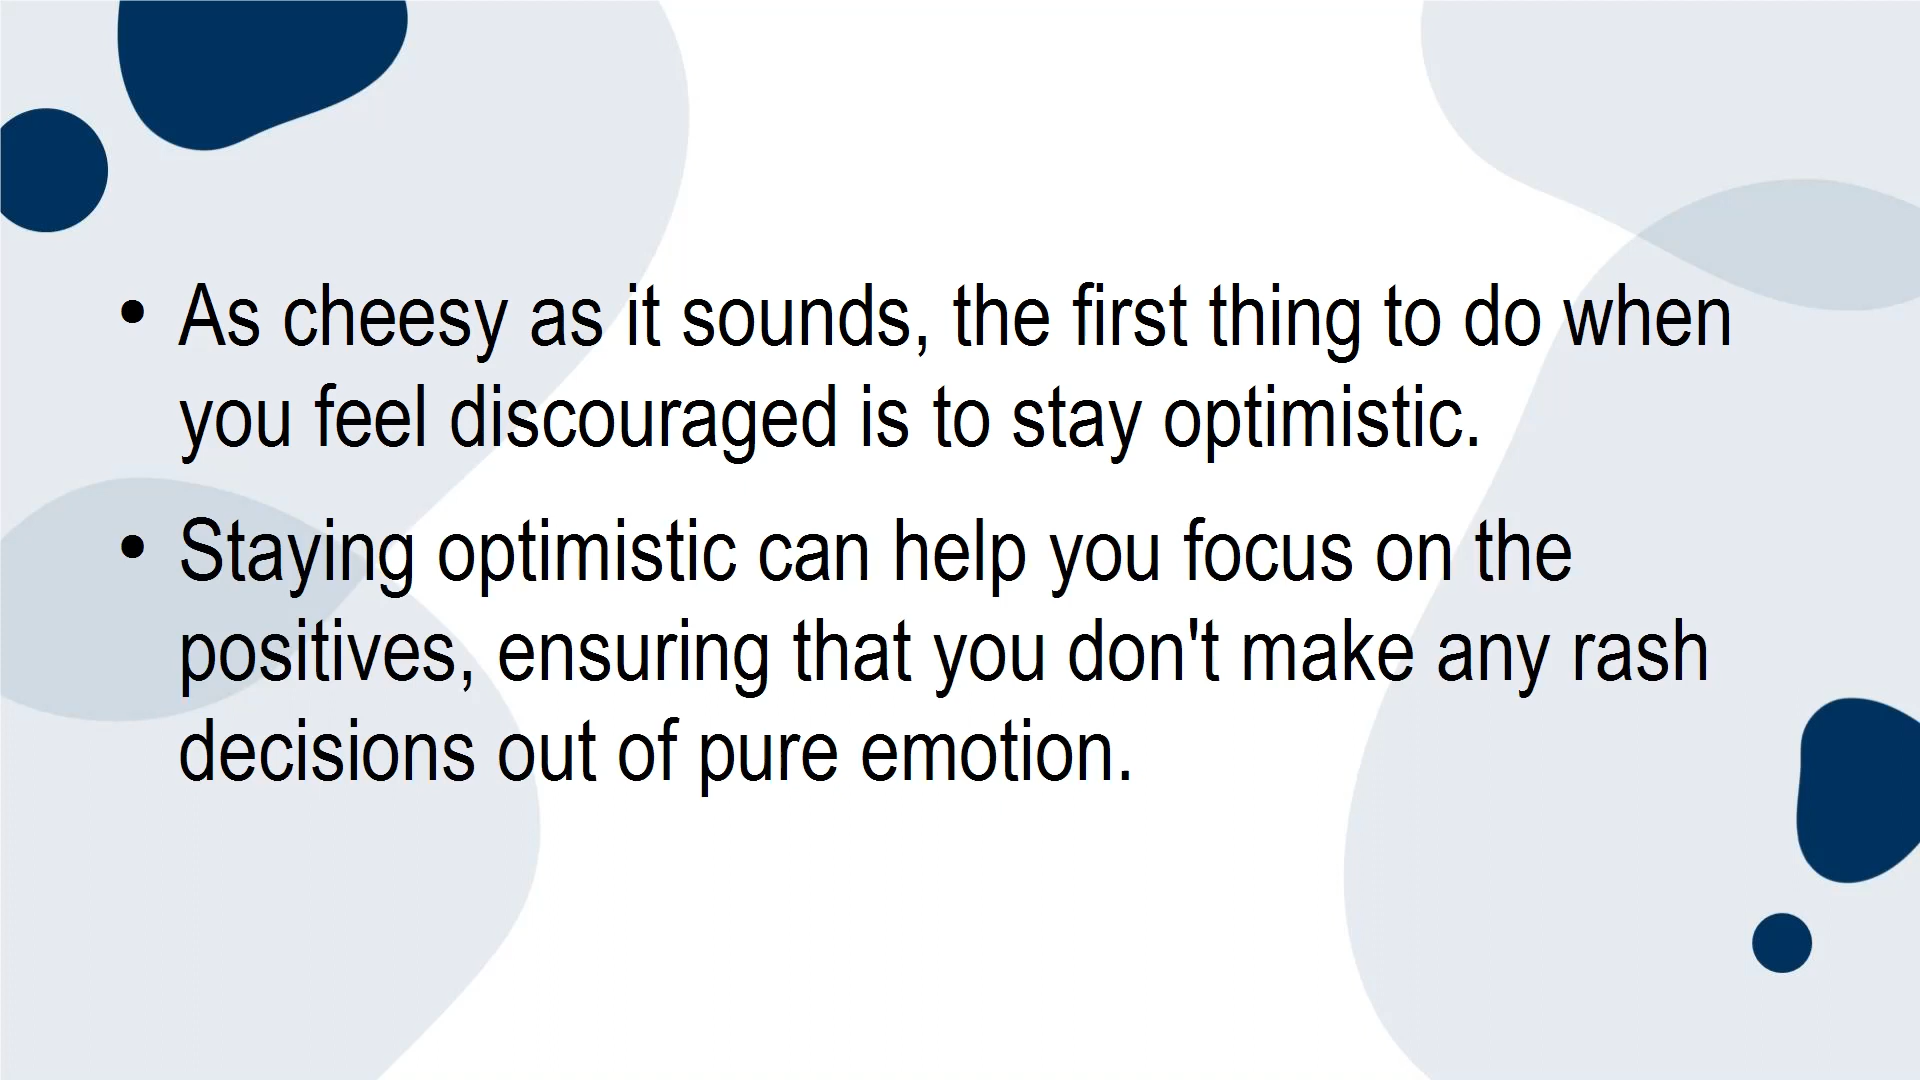 • As cheesy as it sounds, the first thing to do when
you feel discouraged is to stay optimistic.
• Staying optimistic can help you focus on the
positives, ensuring that you don't make any rash
decisions out of pure emotion.